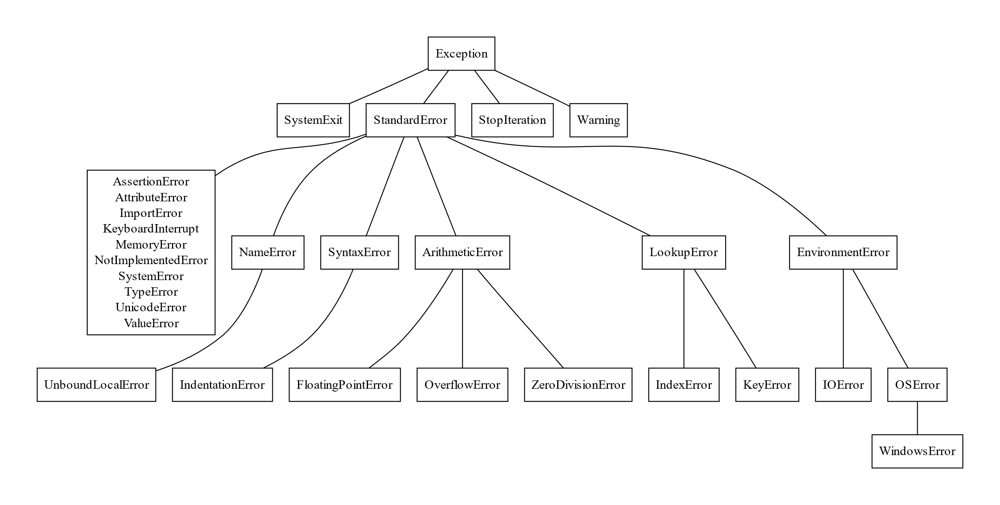 Exception
SystemExit
StandardError
StopIteration
Warning
AssertionError
AttributeError
ImportError
KeyboardInterrupt
MemoryError
NotImplementedError
SystemError
TypeError
UnicodeError
ValueError
NameError
SyntaxError
ArithmeticError
LookupError
EnvironmentError
UnboundLocalError
IndentationError
FloatingPointError
OverflowError
ZeroDivisionError
IndexError
KeyError
IOError
OSError
WindowsError